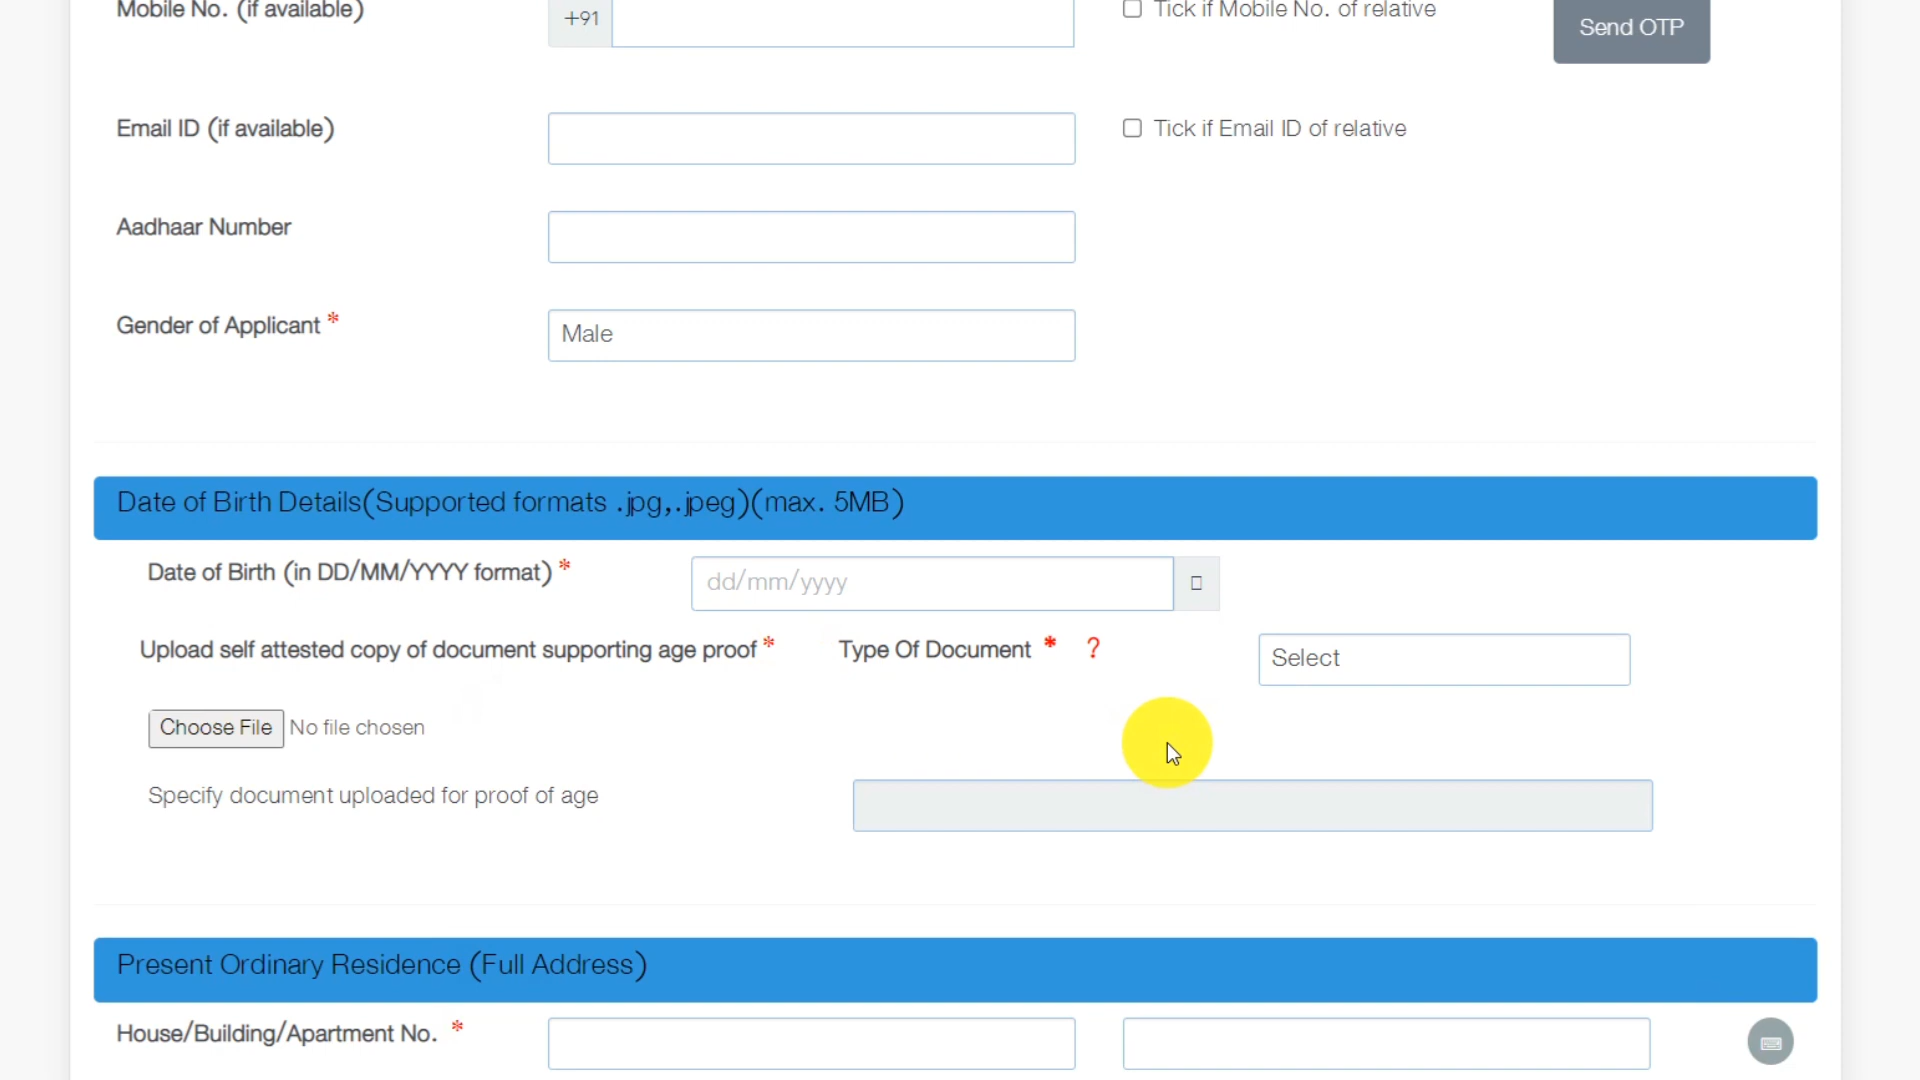 Mobile No. (if available)
+91
Tick if Mobile No. of relative
Send OTP
Email ID (if available)
Tick if Email ID of relative
Aadhaar Number
Gender of Applicant *
Male
Date of Birth Details(Supported formats .jpg,.jpeg)(max. 5MB)
Date of Birth (in DD/MM/YYYY format) *
dd/mm/yyyy
Upload self attested copy of document supporting age proof *
Type Of Document * ?
Select
Choose File No file chosen
Specify document uploaded for proof of age
Present Ordinary Residence (Full Address)
House/Building/Apartment No. *